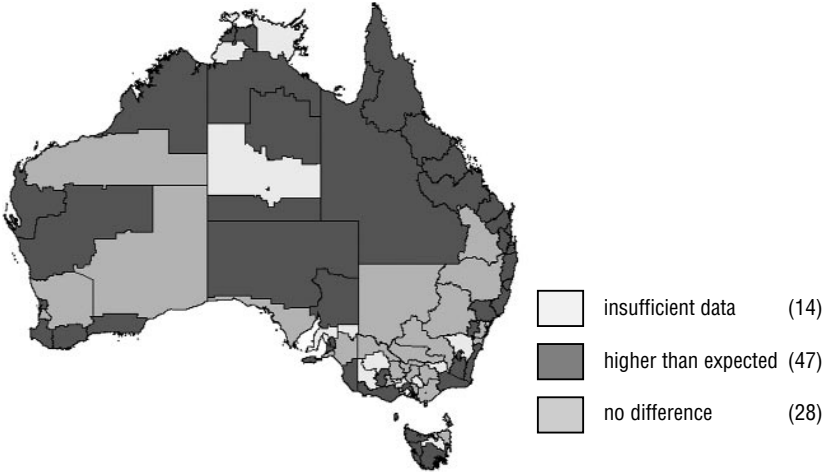 insufficient data (14)
higher than expected (47)
no difference (28)